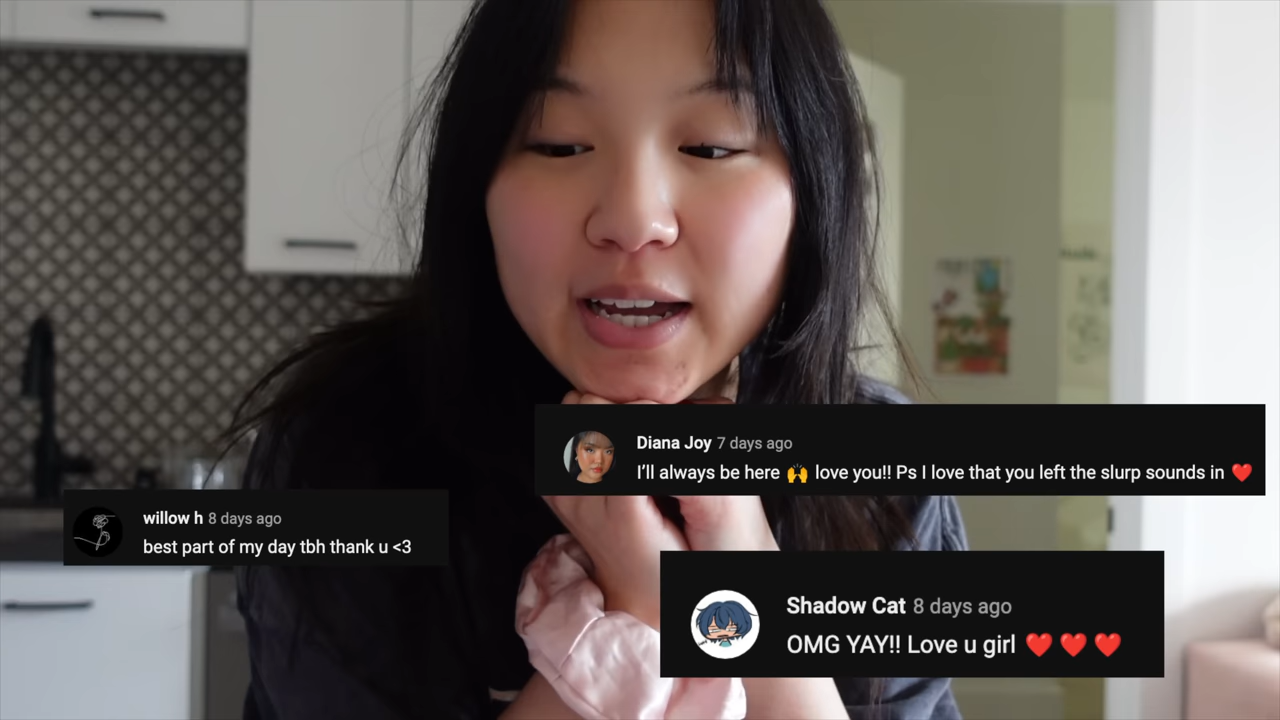 Diana Joy 7 days ago
I'll always be here 🙌 love you!! Ps I love that you left the slurp sounds in ❤️
willow h 8 days ago
best part of my day tbh thank u <3
Shadow Cat 8 days ago
OMG YAY!! Love u girl ❤️ ❤️ ❤️